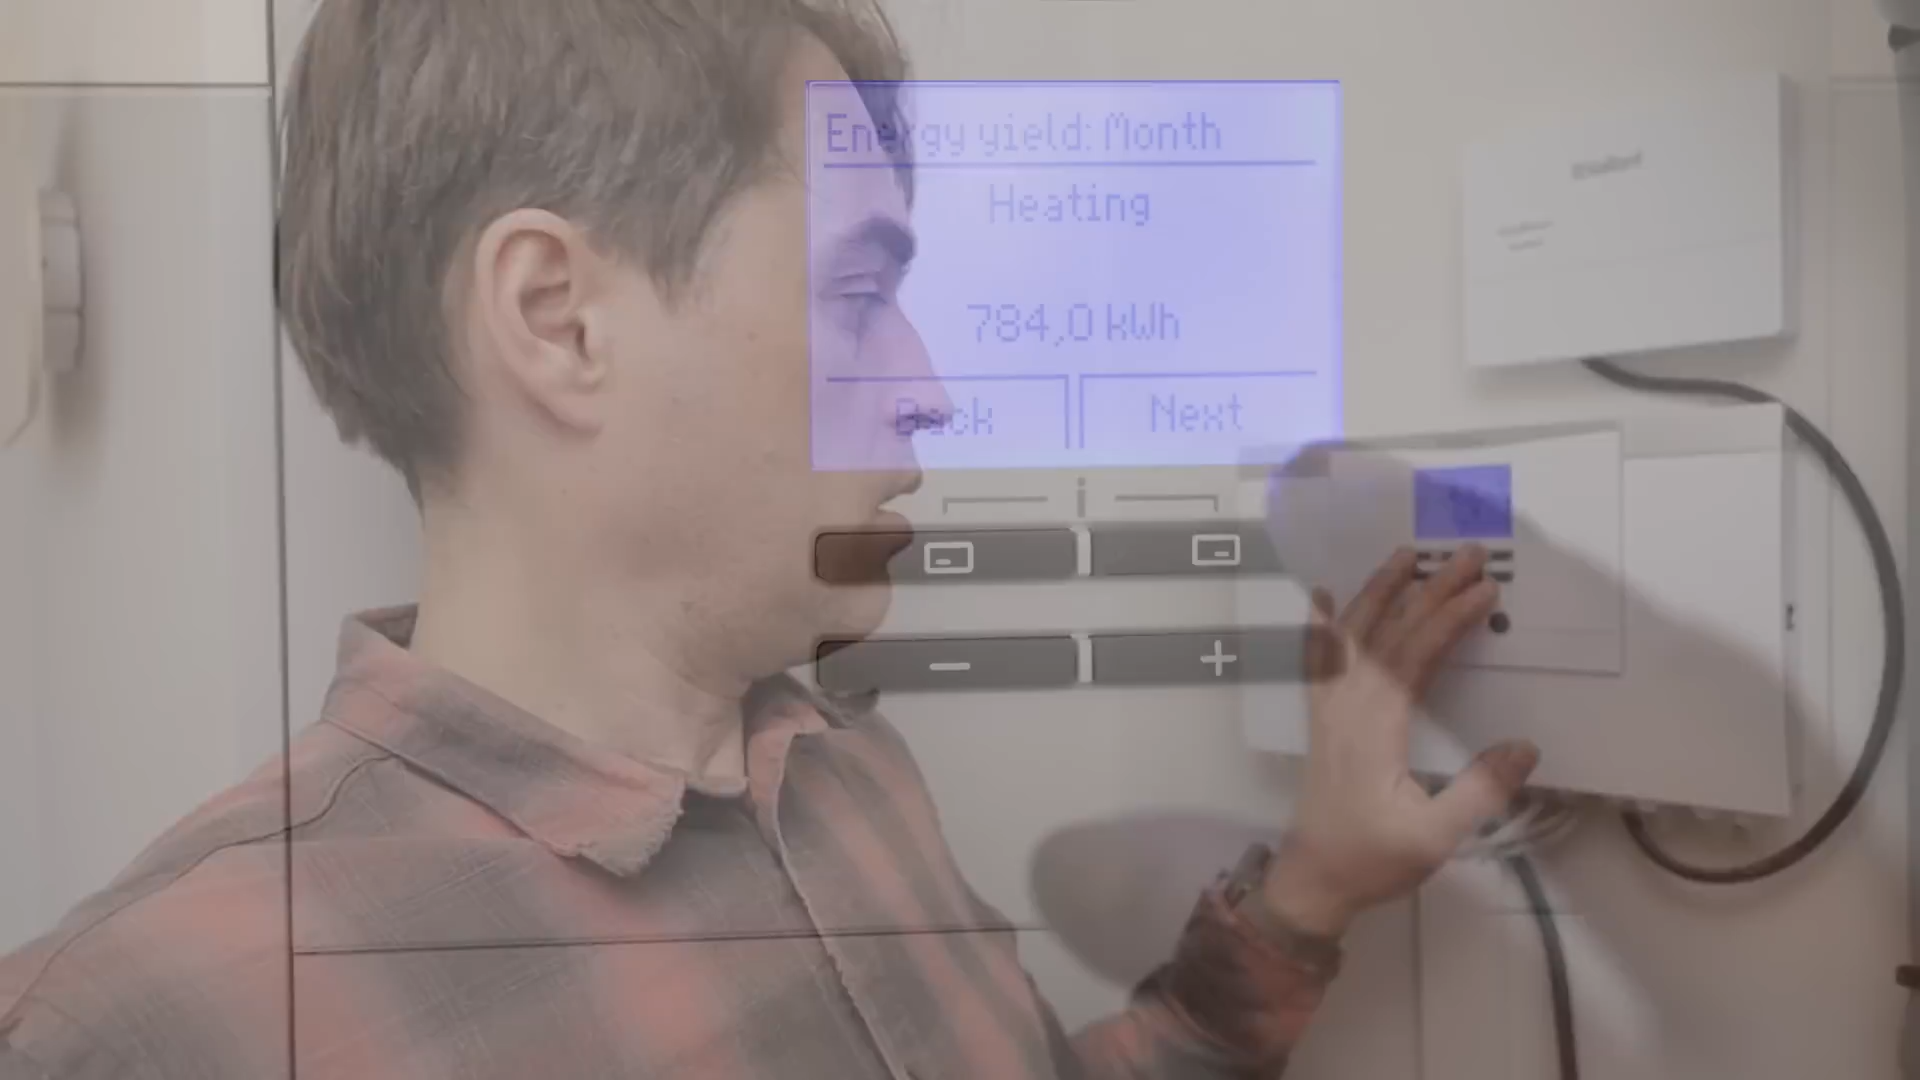 Energy yield: Month
Heating
784,0 kWh
Back Next
i
− +